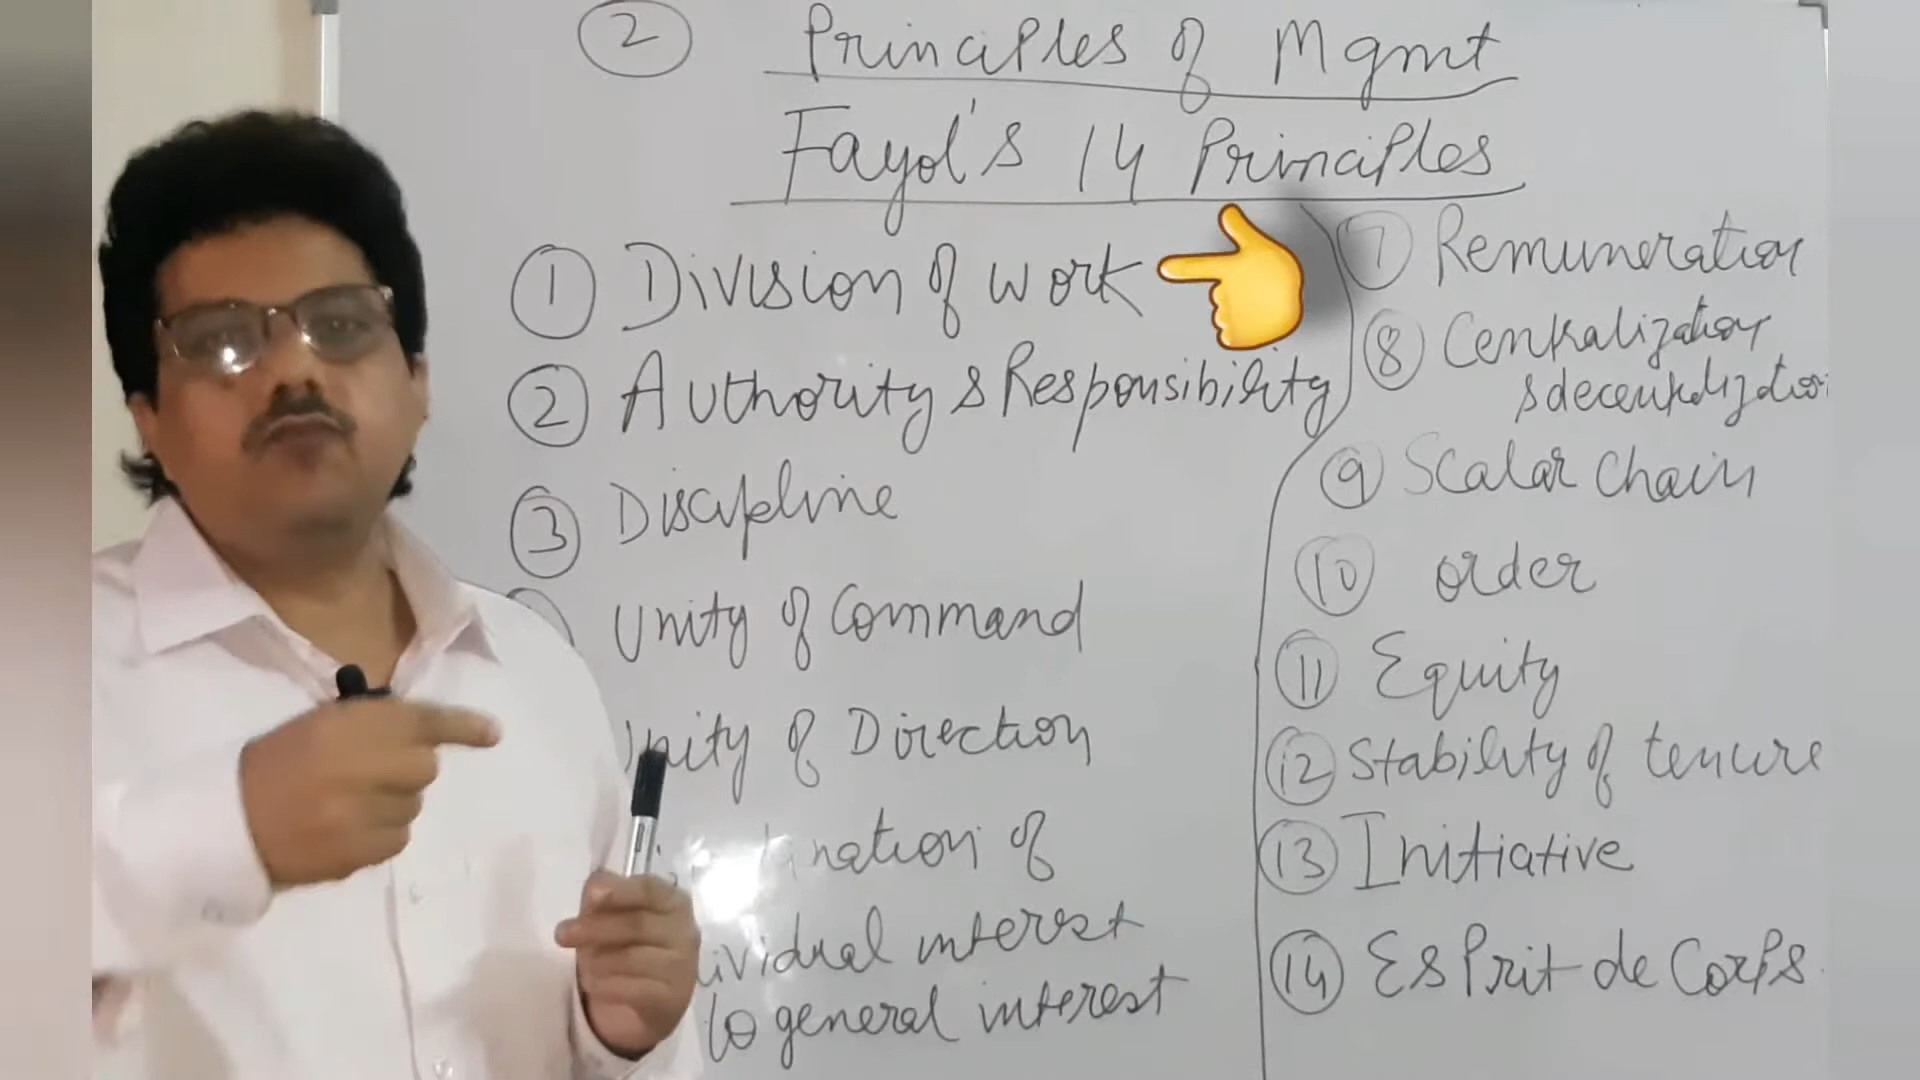 2 Principles of Mgmt
Fayol's 14 Principles
1 Division of work
2 Authority & Responsibility
3 Discipline
Unity of Command
Unity of Direction
nation of
ividual interest
to general interest
7 Remuneration
8 Centralization
& decentralization
9 Scalar Chain
10 order
11 Equity
12 Stability of tenure
13 Initiative
14 Esprit de Corps